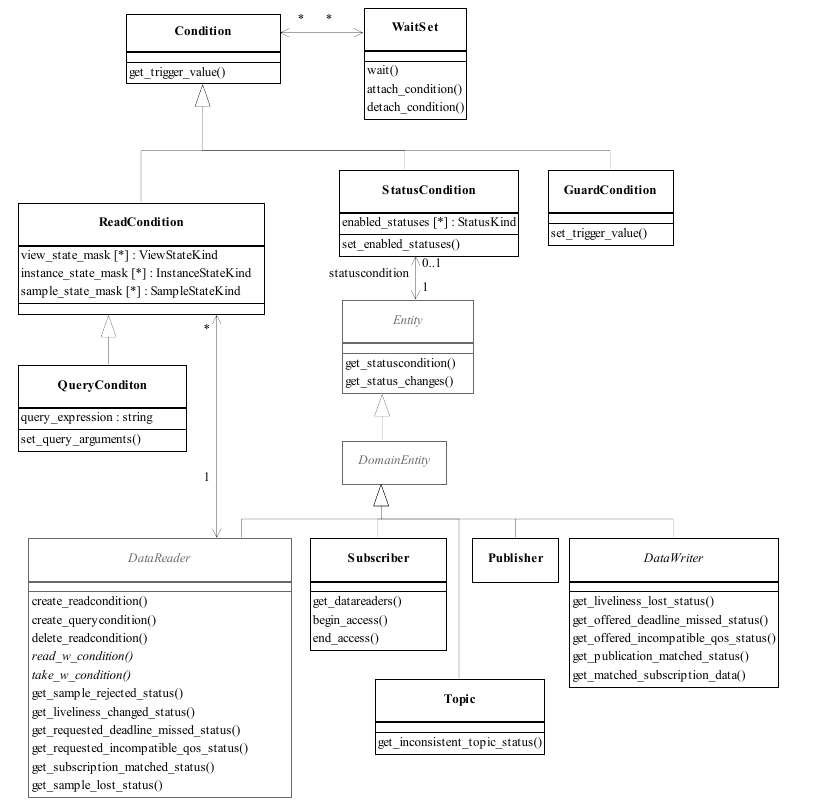 * *
Condition
WaitSet
get_trigger_value()
wait()
attach_condition()
detach_condition()
ReadCondition
view_state_mask [*] : ViewStateKind
instance_state_mask [*] : InstanceStateKind
sample_state_mask [*] : SampleStateKind
StatusCondition
enabled_statuses [*] : StatusKind
set_enabled_statuses()
GuardCondition
set_trigger_value()
0..1
statuscondition
1
Entity
get_statuscondition()
get_status_changes()
*
QueryConditon
query_expression : string
set_query_arguments()
DomainEntity
1
DataReader
create_readcondition()
create_querycondition()
delete_readcondition()
read_w_condition()
take_w_condition()
get_sample_rejected_status()
get_liveliness_changed_status()
get_requested_deadline_missed_status()
get_requested_incompatible_qos_status()
get_subscription_matched_status()
get_sample_lost_status()
Subscriber
get_datareaders()
begin_access()
end_access()
Publisher
DataWriter
get_liveliness_lost_status()
get_offered_deadline_missed_status()
get_offered_incompatible_qos_status()
get_publication_matched_status()
get_matched_subscription_data()
Topic
get_inconsistent_topic_status()